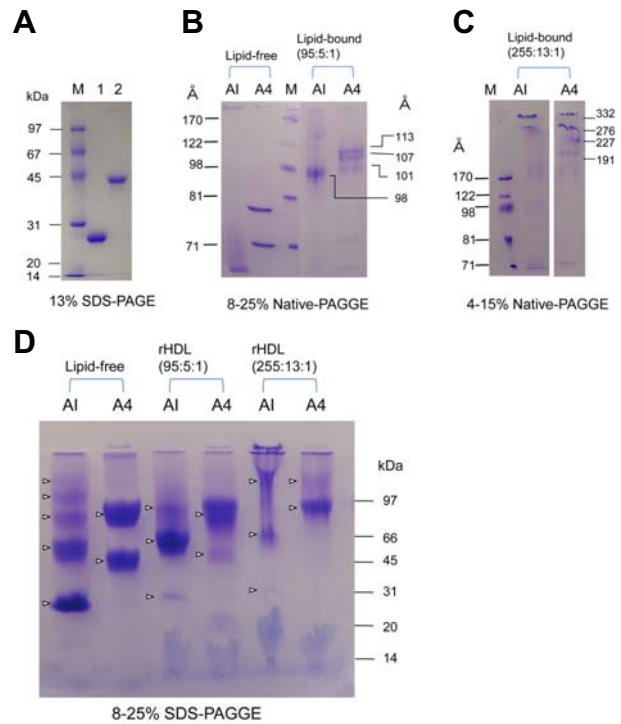 A
M 1 2
kDa
97
67
45
31
20
14
13% SDS-PAGE
B
Lipid-free
Lipid-bound
(95:5:1)
Å AI A4 M AI A4 Å
170
122
98
81
71
113
107
101
98
8-25% Native-PAGGE
C
Lipid-bound
(255:13:1)
M AI A4
Å
170
122
98
81
71
332
276
227
191
4-15% Native-PAGGE
D
Lipid-free
rHDL
(95:5:1)
rHDL
(255:13:1)
AI A4 AI A4 AI A4
kDa
97
66
45
31
20
14
8-25% SDS-PAGGE